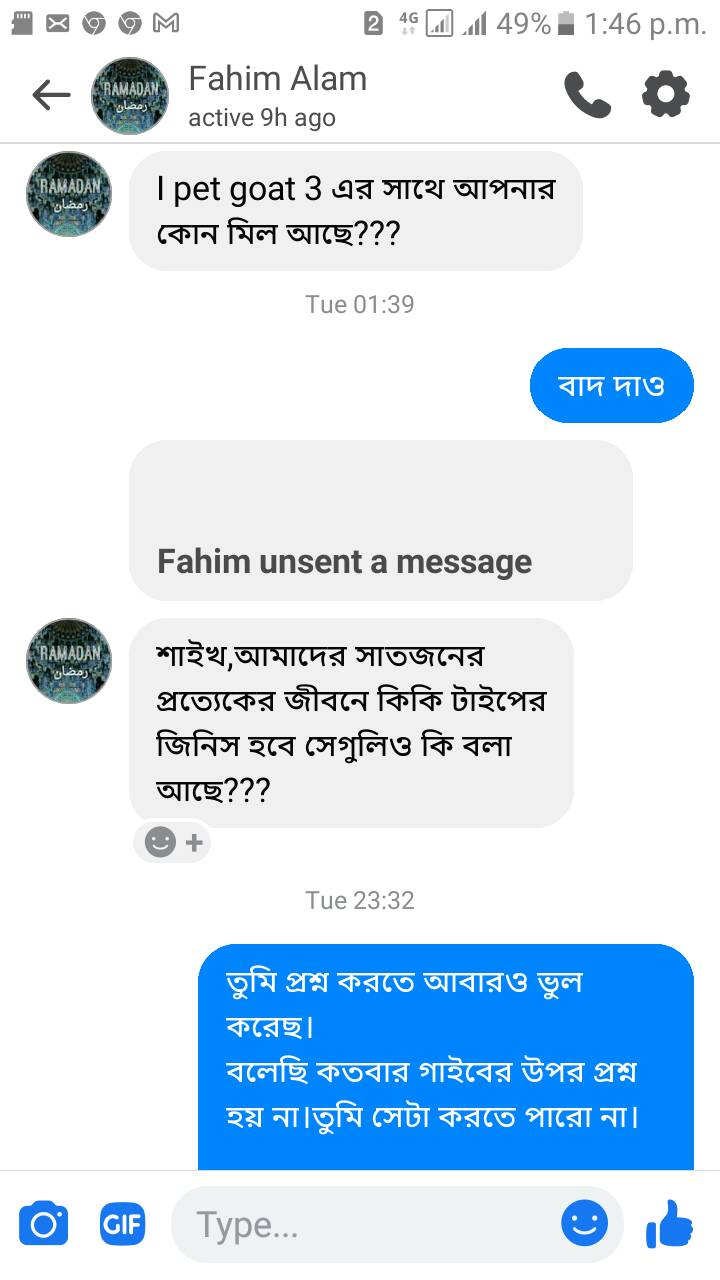 2 4G 49% 1:46 p.m.
Fahim Alam
active 9h ago
RAMADAN
رمضان
RAMADAN
رمضان
I pet goat 3 এর সাথে আপনার
কোন মিল আছে???
Tue 01:39
বাদ দাও
Fahim unsent a message
RAMADAN
رمضان
শাইখ,আমাদের সাতজনের
প্রত্যেকের জীবনে কিকি টাইপের
জিনিস হবে সেগুলিও কি বলা
আছে???
Tue 23:32
তুমি প্রশ্ন করতে আবারও ভুল
করেছ।
বলেছি কতবার গাইবের উপর প্রশ্ন
হয় না।তুমি সেটা করতে পারো না।
GIF
Type...